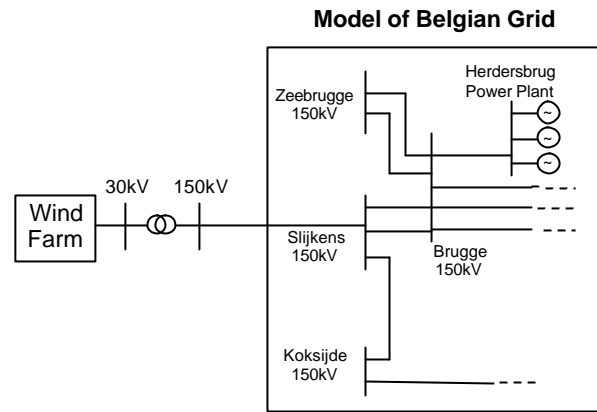 Model of Belgian Grid
Herdersbrug
Power Plant
Zeebrugge
150kV
~
~
~
30kV
150kV
Wind
Farm
Slijkens
150kV
Brugge
150kV
Koksijde
150kV